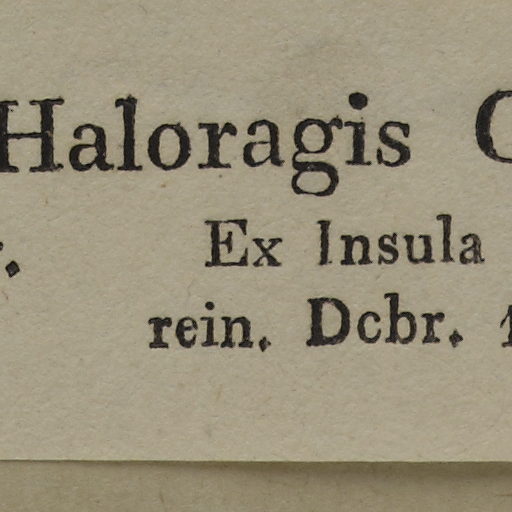 Haloragis
Ex Insula
rein. Dcbr.